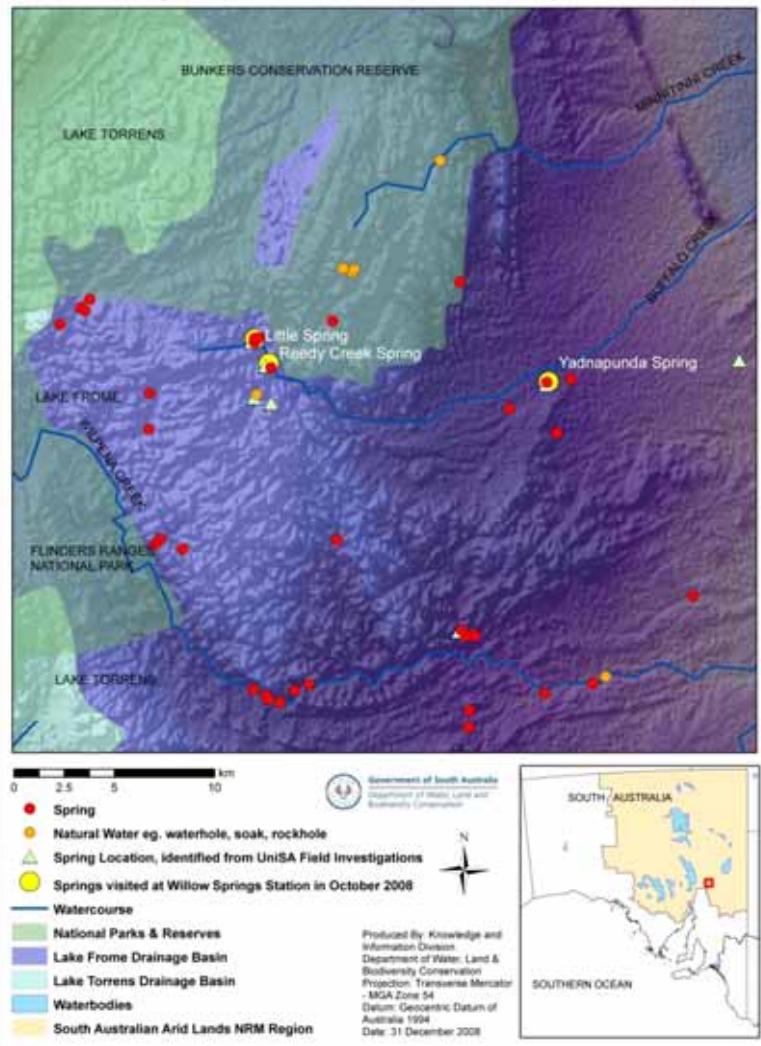 BUNKERS CONSERVATION RESERVE
MINNITINNI CREEK
LAKE TORRENS
BUFFALO CREEK
Little Spring
Reedy Creek Spring
Yadnapunda Spring
LAKE FROME
WILPENA CREEK
FLINDERS RANGES
NATIONAL PARK
LAKE TORRENS
km
0 2.5 5 10
Spring
Natural Water eg. waterhole, soak, rockhole
Spring Location, identified from UniSA Field Investigations
Springs visited at Willow Springs Station in October 2008
Watercourse
National Parks & Reserves
Lake Frome Drainage Basin
Lake Torrens Drainage Basin
Waterbodies
South Australian Arid Lands NRM Region
Government of South Australia
Department of Water, Land and
Biodiversity Conservation
N
Produced By: Knowledge and
Information Division
Department of Water, Land &
Biodiversity Conservation
Projection: Transverse Mercator
- MGA Zone 54
Datum: Geocentric Datum of
Australia 1994
Date: 31 December 2008
SOUTH AUSTRALIA
SOUTHERN OCEAN